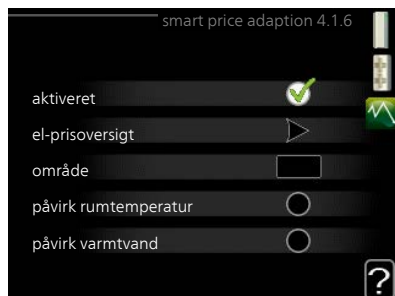 smart price adaption 4.1.6
aktiveret
el-prisoversigt
område
påvirk rumtemperatur
påvirk varmtvand
?